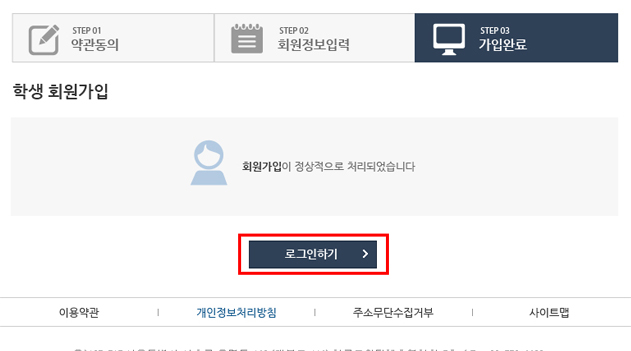 STEP 01
약관동의
STEP 02
회원정보입력
STEP 03
가입완료
학생 회원가입
회원가입이 정상적으로 처리되었습니다
로그인하기
이용약관
개인정보처리방침
주소무단수집거부
사이트맵